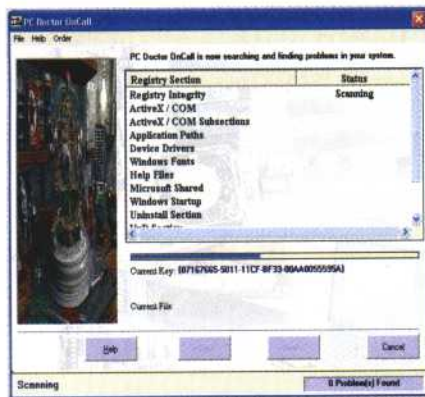 PC Doctor OnCall
File Help Order
PC Doctor OnCall is now searching and finding problems in your system.
Registry Section Status
Registry Integrity Scanning
ActiveX / COM
ActiveX / COM Subsections
Application Paths
Device Drivers
Windows Fonts
Help Files
Microsoft Shared
Windows Startup
Uninstall Section
Current Key:
Current File
Help
Cancel
Scanning
0 Problem(s) Found